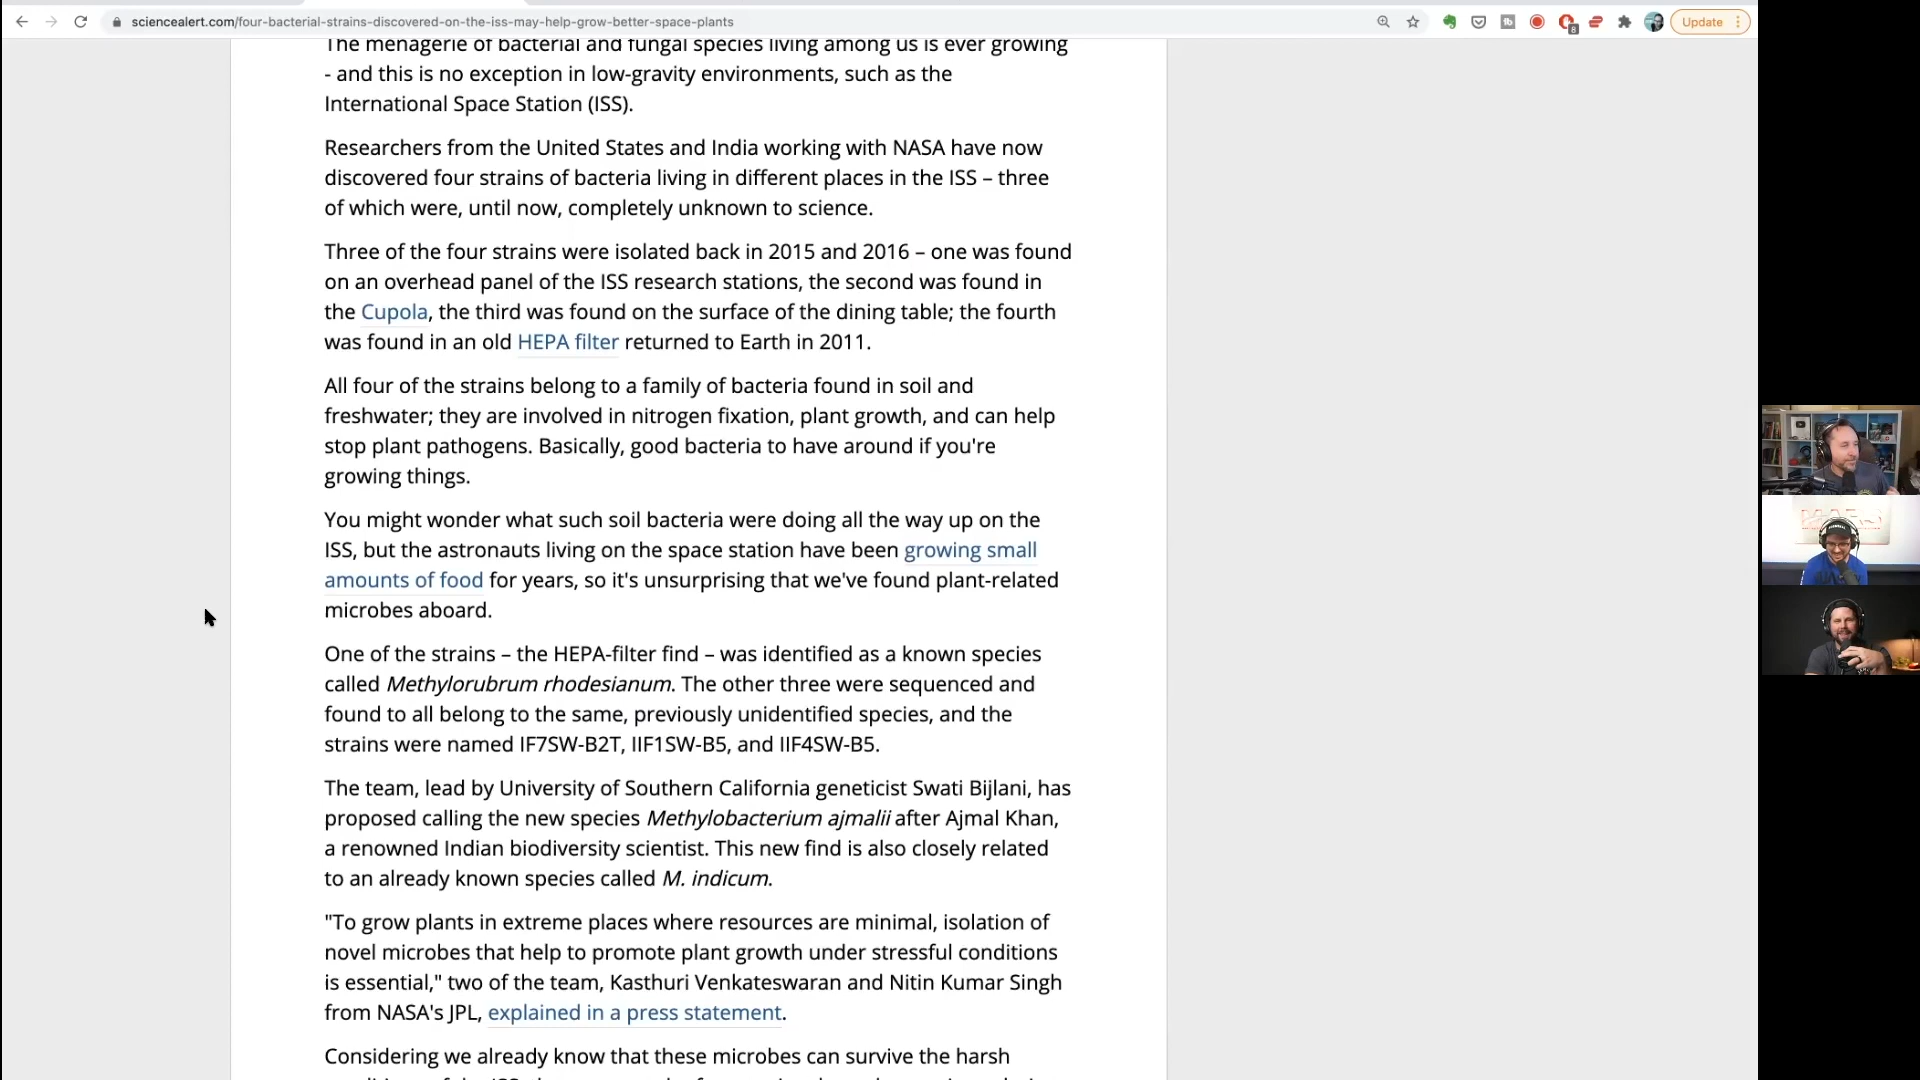 sciencealert.com/four-bacterial-strains-discovered-on-the-iss-may-help-grow-better-space-plants
8
Update
The menagerie of bacterial and fungal species living among us is ever growing
- and this is no exception in low-gravity environments, such as the
International Space Station (ISS).
Researchers from the United States and India working with NASA have now
discovered four strains of bacteria living in different places in the ISS – three
of which were, until now, completely unknown to science.
Three of the four strains were isolated back in 2015 and 2016 – one was found
on an overhead panel of the ISS research stations, the second was found in
the Cupola, the third was found on the surface of the dining table; the fourth
was found in an old HEPA filter returned to Earth in 2011.
All four of the strains belong to a family of bacteria found in soil and
freshwater; they are involved in nitrogen fixation, plant growth, and can help
stop plant pathogens. Basically, good bacteria to have around if you're
growing things.
You might wonder what such soil bacteria were doing all the way up on the
ISS, but the astronauts living on the space station have been growing small
amounts of food for years, so it's unsurprising that we've found plant-related
microbes aboard.
One of the strains – the HEPA-filter find – was identified as a known species
called Methylorubrum rhodesianum. The other three were sequenced and
found to all belong to the same, previously unidentified species, and the
strains were named IF7SW-B2T, IIF1SW-B5, and IIF4SW-B5.
The team, lead by University of Southern California geneticist Swati Bijlani, has
proposed calling the new species Methylobacterium ajmalii after Ajmal Khan,
a renowned Indian biodiversity scientist. This new find is also closely related
to an already known species called M. indicum.
"To grow plants in extreme places where resources are minimal, isolation of
novel microbes that help to promote plant growth under stressful conditions
is essential," two of the team, Kasthuri Venkateswaran and Nitin Kumar Singh
from NASA's JPL, explained in a press statement.
Considering we already know that these microbes can survive the harsh
MARS